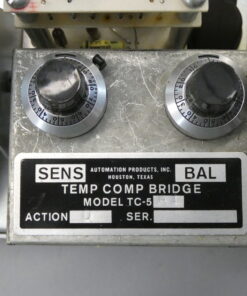 SENS AUTOMATION PRODUCTS, INC. BAL
HOUSTON, TEXAS
TEMP COMP BRIDGE
MODEL TC-5
ACTION SER.